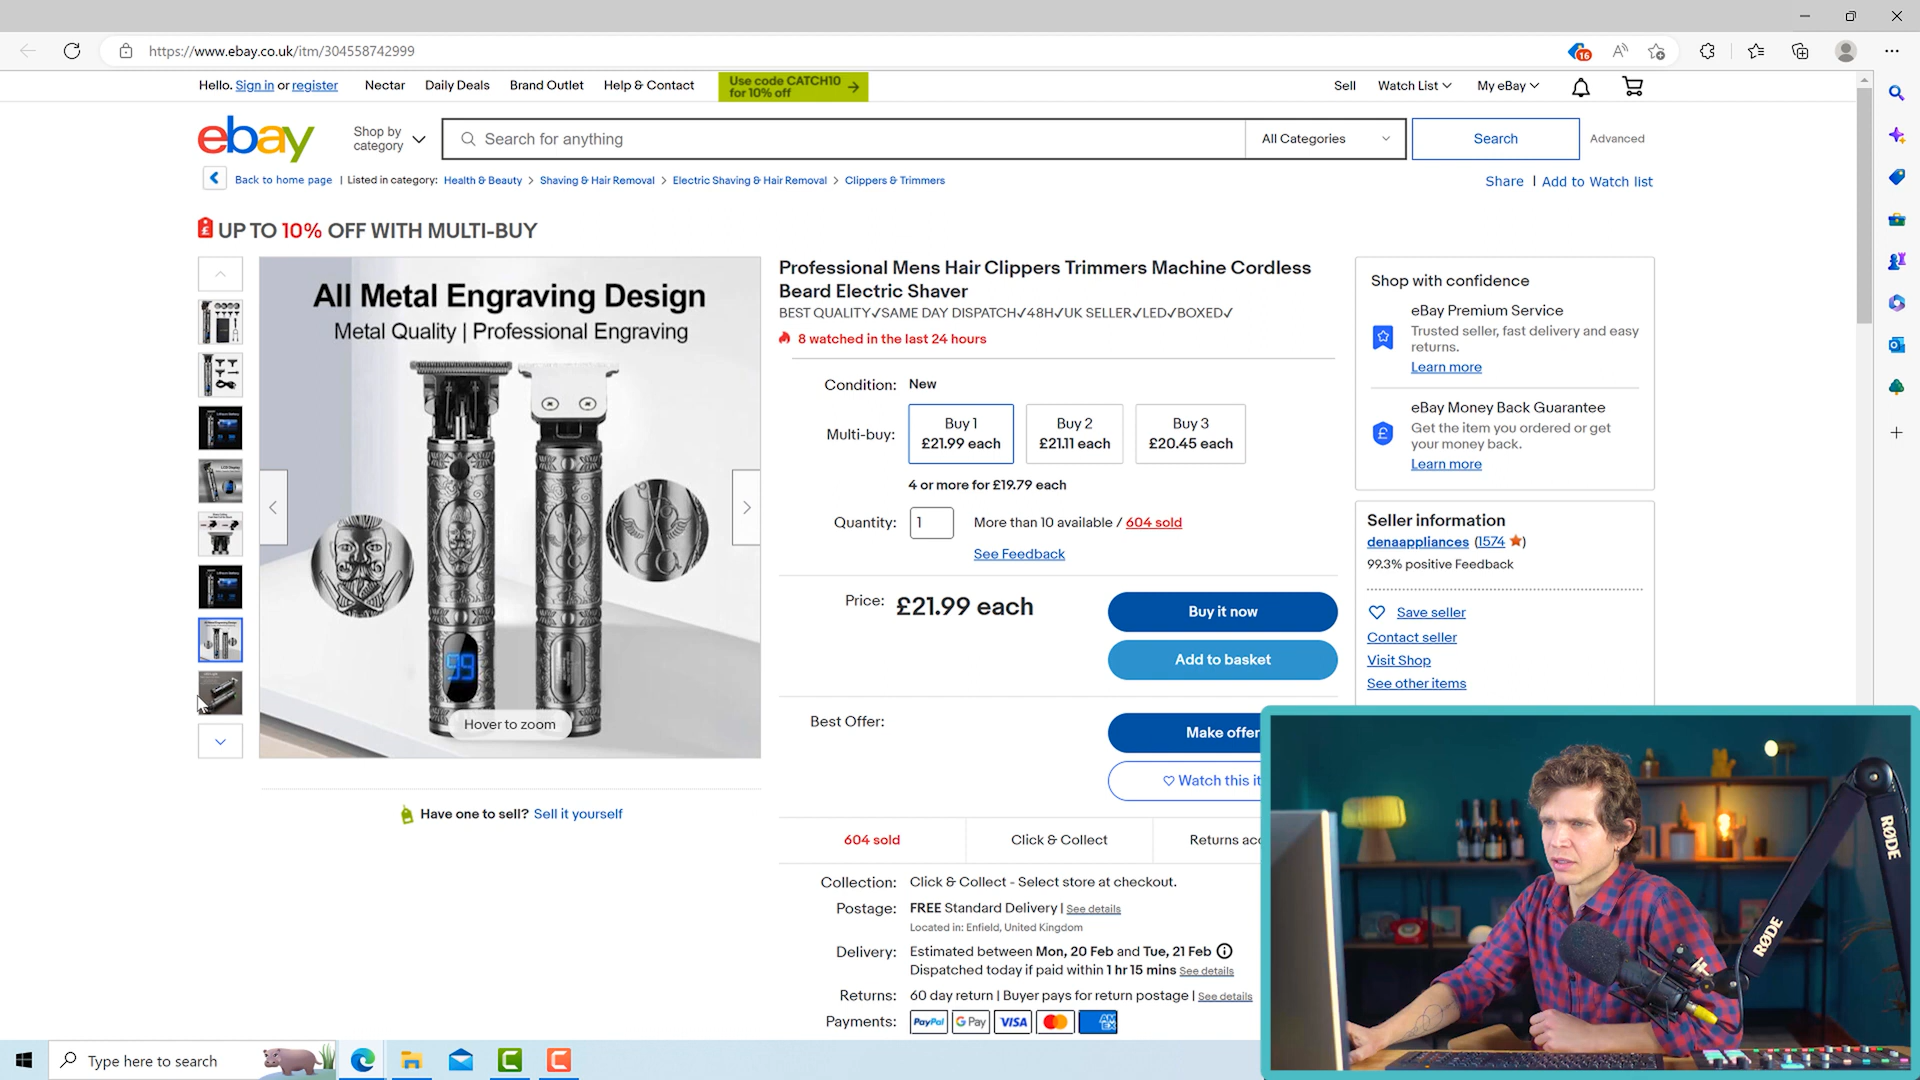 https://www.ebay.co.uk/itm/304558742999
16
Hello. Sign in or register
Nectar
Daily Deals
Brand Outlet
Help & Contact
Use code CATCH10
for 10% off
Sell
Watch List
My eBay
ebay
Shop by
category
Search for anything
All Categories
Search
Advanced
Back to home page | Listed in category: Health & Beauty > Shaving & Hair Removal > Electric Shaving & Hair Removal > Clippers & Trimmers
Share | Add to Watch list
£ UP TO 10% OFF WITH MULTI-BUY
All Metal Engraving Design
Metal Quality | Professional Engraving
99
Hover to zoom
Have one to sell? Sell it yourself
Professional Mens Hair Clippers Trimmers Machine Cordless
Beard Electric Shaver
BEST QUALITY✓SAME DAY DISPATCH✓48H✓UK SELLER✓LED✓BOXED✓
8 watched in the last 24 hours
Condition: New
Multi-buy:
Buy 1
£21.99 each
Buy 2
£21.11 each
Buy 3
£20.45 each
4 or more for £19.79 each
Quantity: 1 More than 10 available / 604 sold
See Feedback
Price: £21.99 each
Buy it now
Add to basket
Best Offer:
Make offer
Watch this it
604 sold
Click & Collect
Returns acc
Collection: Click & Collect - Select store at checkout.
Postage: FREE Standard Delivery | See details
Located in: Enfield, United Kingdom
Delivery: Estimated between Mon, 20 Feb and Tue, 21 Feb
Dispatched today if paid within 1 hr 15 mins See details
Returns: 60 day return | Buyer pays for return postage | See details
Payments: PayPal G Pay VISA AM EX
Shop with confidence
eBay Premium Service
Trusted seller, fast delivery and easy
returns.
Learn more
£
eBay Money Back Guarantee
Get the item you ordered or get
your money back.
Learn more
Seller information
denaappliances (1574)
99.3% positive Feedback
Save seller
Contact seller
Visit Shop
See other items
RØDE
RØDE
Type here to search